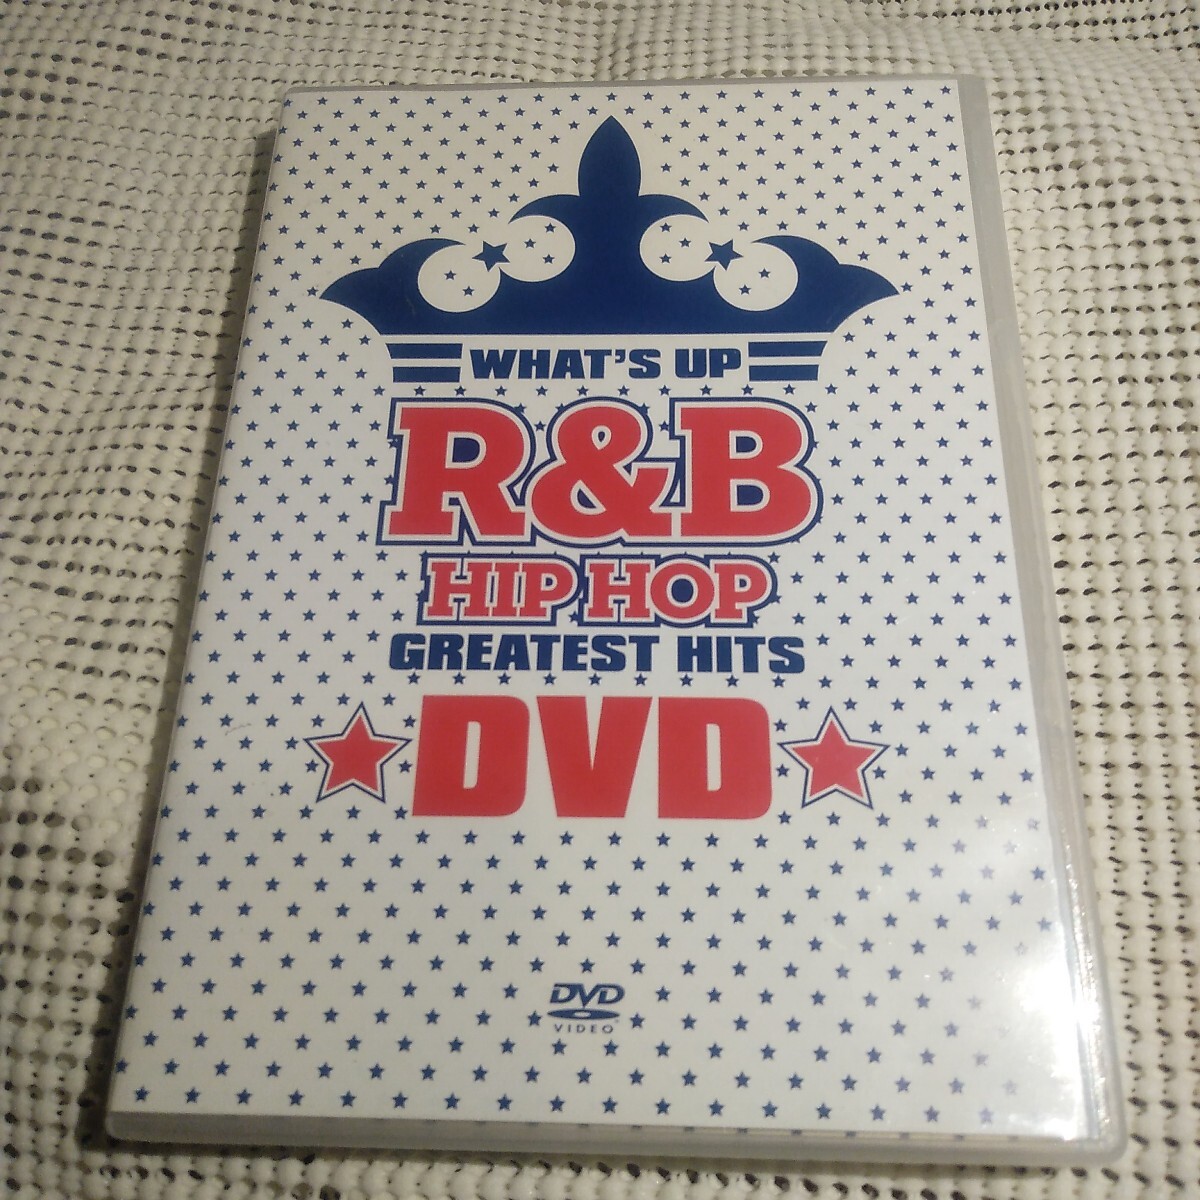 WHAT'S UP
R&B
HIP HOP
GREATEST HITS
DVD
DVD
VIDEO